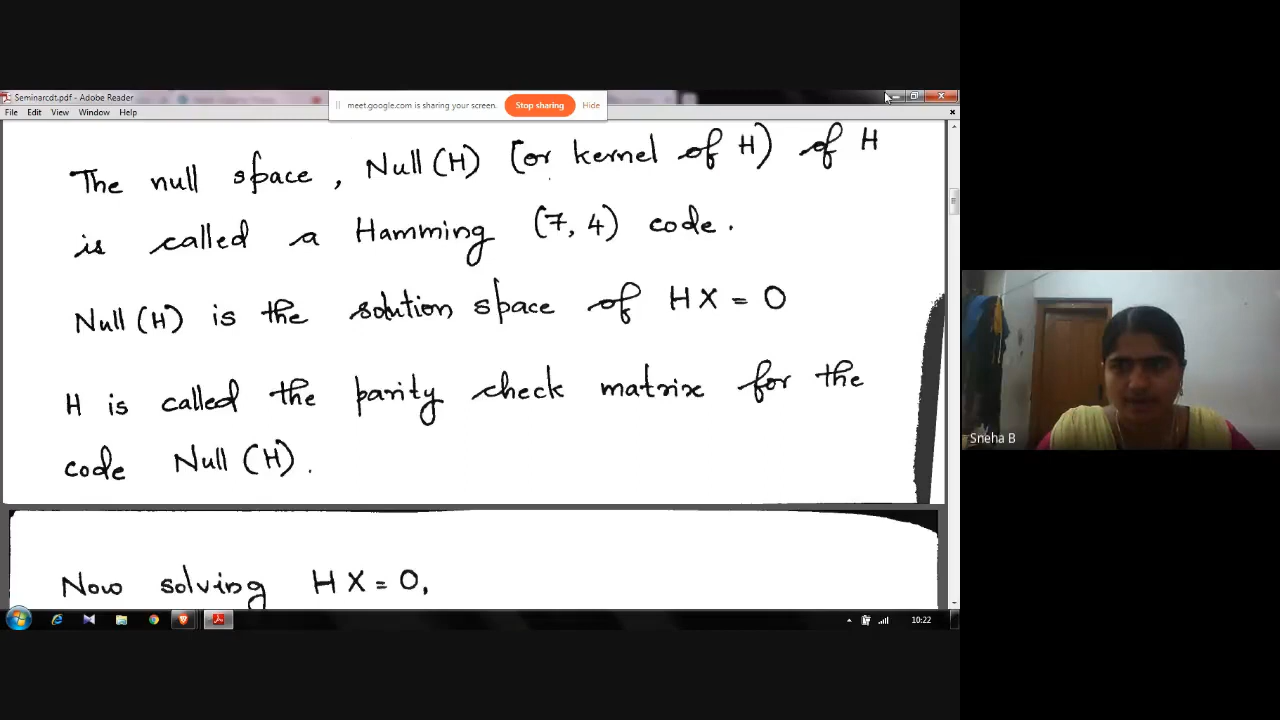 Seminarcdt.pdf - Adobe Reader
File Edit View Window Help
meet.google.com is sharing your screen. Stop sharing Hide
The null space, Null (H) (or kernel of H) of H
is called a Hamming (7, 4) code.
Null (H) is the solution space of HX = 0
H is called the parity check matrix for the
code Null (H).
Now solving HX = 0,
Sneha B
10:22